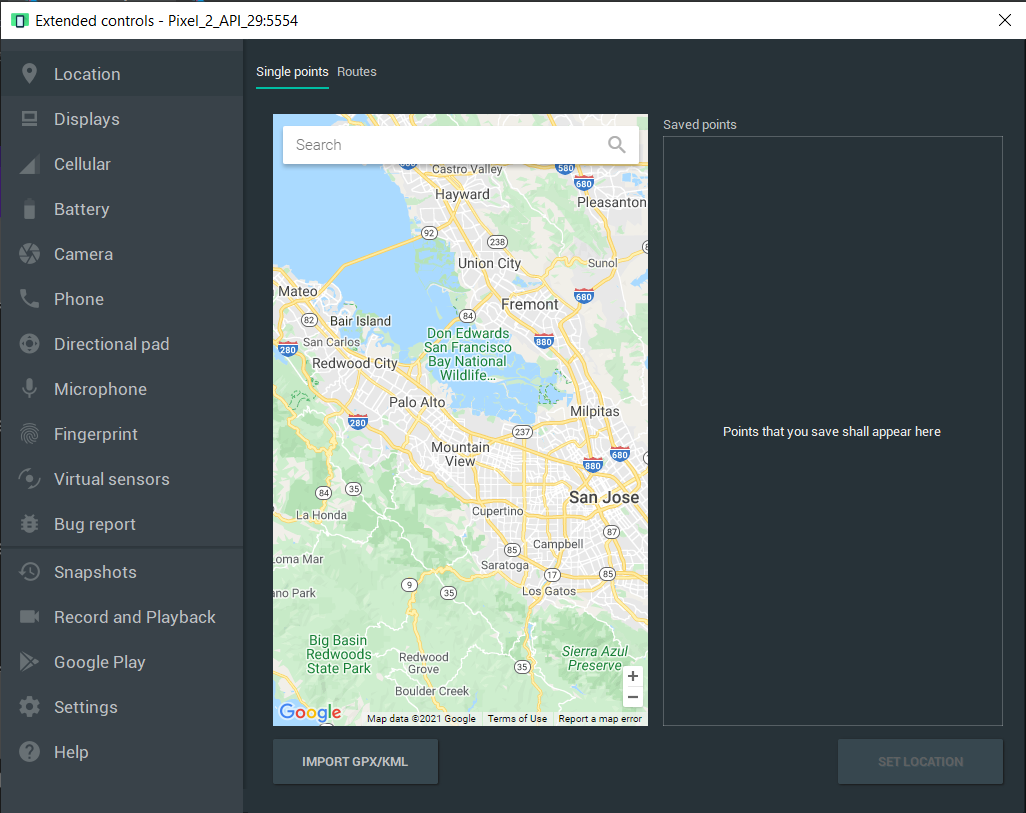 Extended controls - Pixel_2_API_29:5554
Location
Displays
Cellular
Battery
Camera
Phone
Directional pad
Microphone
Fingerprint
Virtual sensors
Bug report
Snapshots
Record and Playback
Google Play
Settings
Help
Single points
Routes
Search
Castro Valley
580
680
Hayward
Pleasanton
92
238
Union City
Sunol
Mateo
Fremont
680
82
Bair Island
84
280
San Carlos
Don Edwards
San Francisco
Bay National
Wildlife...
880
Redwood City
Palo Alto
280
Milpitas
237
Mountain
View
680
880
84
35
San Jose
La Honda
Cupertino
87
Campbell
85
oma Mar
Saratoga
17
85
9
35
Los Gatos
ano Park
Big Basin
Redwoods
State Park
Redwood
Grove
35
Sierra Azul
Preserve
Boulder Creek
+
−
Google
Map data ©2021 Google
Terms of Use
Report a map error
IMPORT GPX/KML
Saved points
Points that you save shall appear here
SET LOCATION